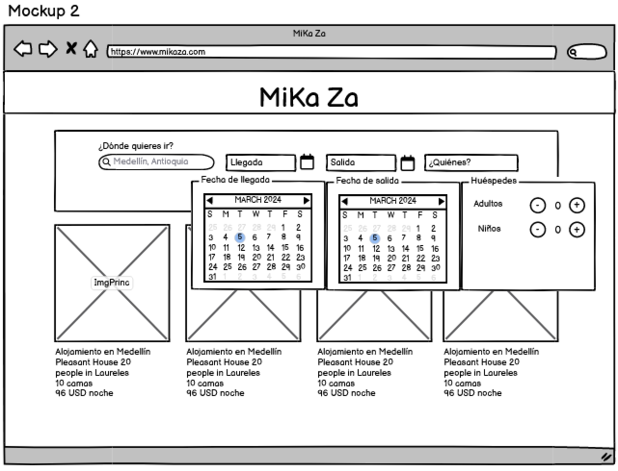 Mockup 2
MiKa Za
https://www.mikaza.com
MiKa Za
¿Dónde quieres ir?
Medellín, Antioquia
Llegada
Salida
¿Quiénes?
Fecha de llegada
MARCH 2024
S M T W T F S
25 26 27 28 29 1 2
3 4 5 6 7 8 9
10 11 12 13 14 15 16
17 18 19 20 21 22 23
24 25 26 27 28 29 30
31 1 2 3 4 5 6
Fecha de salida
MARCH 2024
S M T W T F S
25 26 27 28 29 1 2
3 4 5 6 7 8 9
10 11 12 13 14 15 16
17 18 19 20 21 22 23
24 25 26 27 28 29 30
31 1 2 3 4 5 6
Huéspedes
Adultos - 0 +
Niños - 0 +
ImgPrinc
Alojamiento en Medellín
Pleasant House 20
people in Laureles
10 camas
96 USD noche
Alojamiento en Medellín
Pleasant House 20
people in Laureles
10 camas
96 USD noche
Alojamiento en Medellín
Pleasant House 20
people in Laureles
10 camas
96 USD noche
Alojamiento en Medellín
Pleasant House 20
people in Laureles
10 camas
96 USD noche